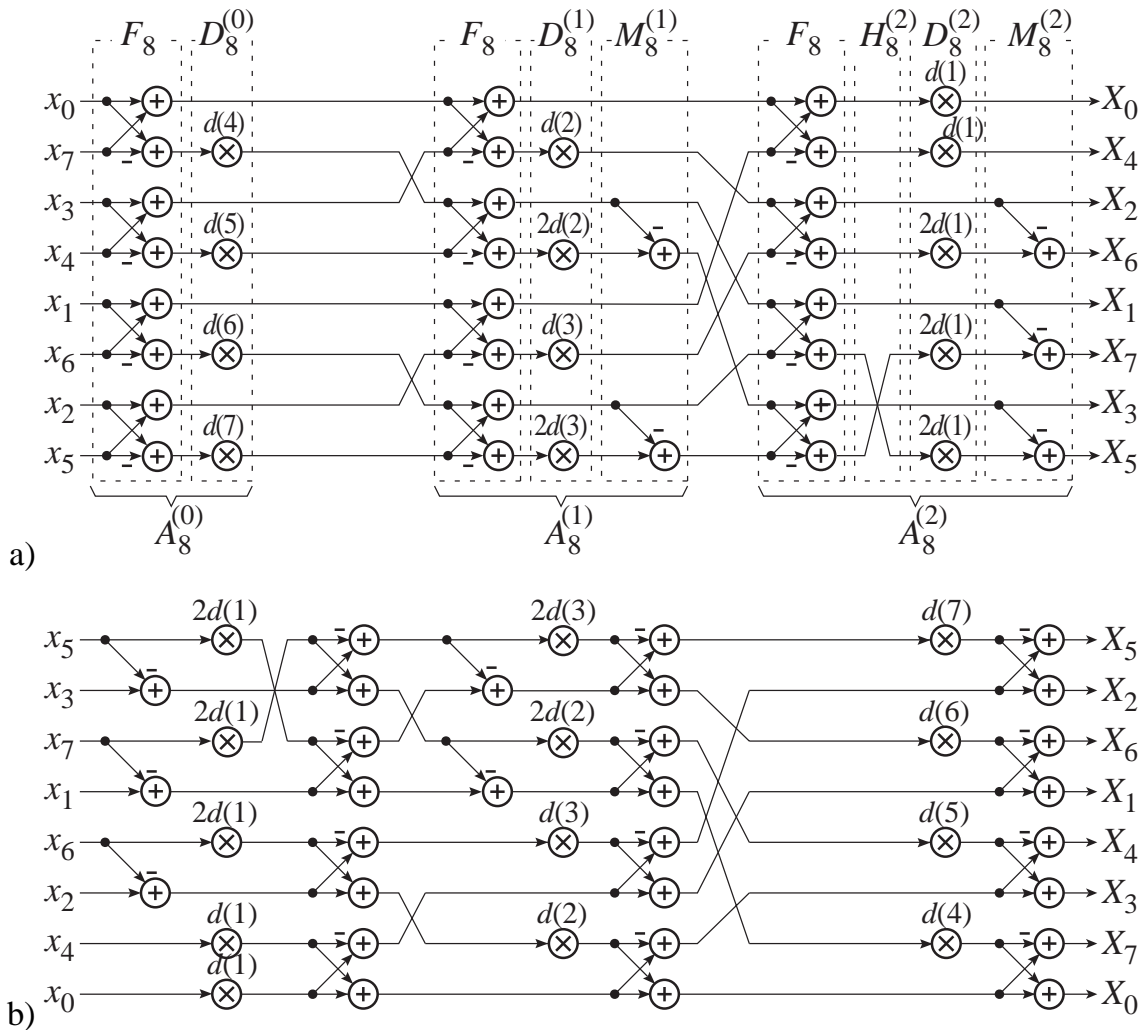 F₈ D₈⁽⁰⁾ F₈ D₈⁽¹⁾ M₈⁽¹⁾ F₈ H₈⁽²⁾ D₈⁽²⁾ M₈⁽²⁾
d(1)
x₀ + + + × X₀
d(4) d(2) d(1)
x₇ - + × - + × - + × X₄
x₃ + + + - X₂
d(5) 2d(2) 2d(1)
x₄ - + × - + × - + - + × + X₆
x₁ + + + X₁
d(6) d(3) 2d(1)
x₆ - + × - + × - + × - + X₇
x₂ + + + X₃
d(7) 2d(3) 2d(1)
x₅ - + × - + × - + - + × - + X₅
A₈⁽⁰⁾ A₈⁽¹⁾ A₈⁽²⁾
a)
2d(1) 2d(3) d(7)
x₅ × - + × - + × - + X₅
x₃ - + + - + + + X₂
2d(1) 2d(2) d(6)
x₇ × - + × - + × - + X₆
x₁ - + + - + + + X₁
2d(1) d(3) d(5)
x₆ × - + × - + × - + X₄
x₂ - + + + + X₃
d(1) d(2) d(4)
x₄ × - + × - + × - + X₇
d(1)
x₀ × + + + X₀
b)